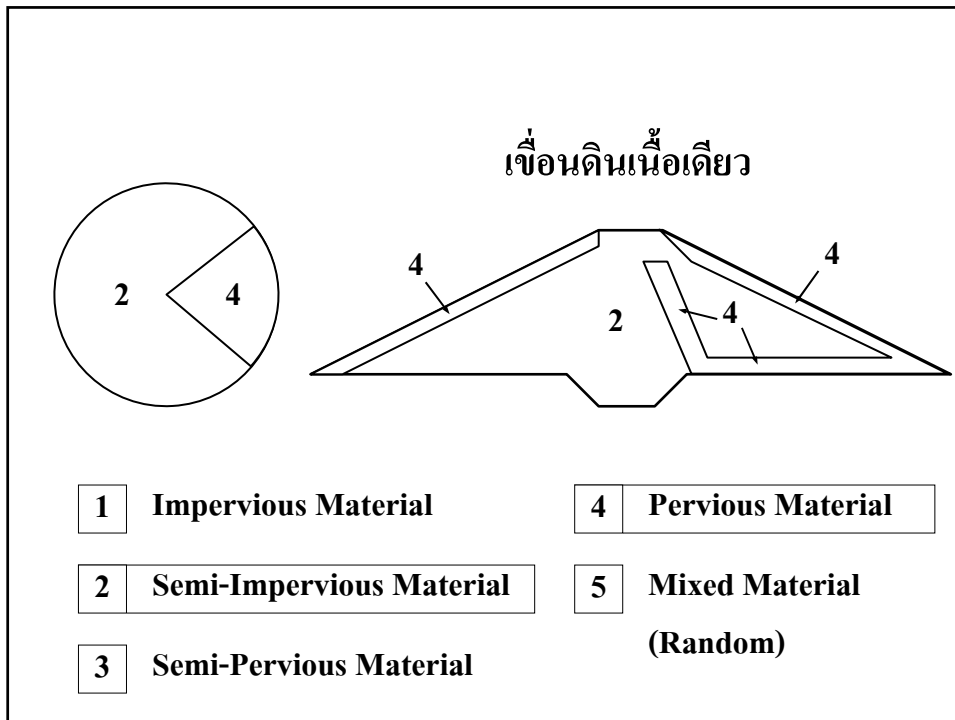 เขื่อนดินเนื้อเดียว
4
4
2
4
2
4
1 Impervious Material
4 Pervious Material
2 Semi-Impervious Material
5 Mixed Material
(Random)
3 Semi-Pervious Material